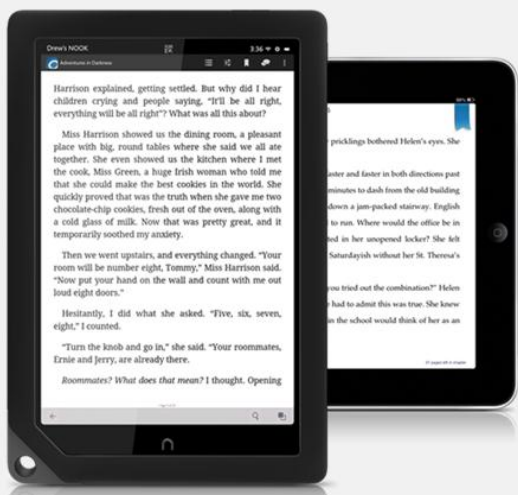 Drew's NOOK
3:36
Adventures in Darkness
Harrison explained, getting settled. But why did I hear
children crying and people saying, “It'll be all right,
everything will be all right”? What was all this about?
Miss Harrison showed us the dining room, a pleasant
place with big, round tables where she said we all ate
together. She even showed us the kitchen where I met
the cook, Miss Green, a huge Irish woman who told me
that she could make the best cookies in the world. She
quickly proved that was the truth when she gave me two
chocolate-chip cookies, fresh out of the oven, along with
a cold glass of milk. Now that was pretty great, and it
temporarily soothed my anxiety.
Then we went upstairs, and everything changed. “Your
room will be number eight, Tommy,” Miss Harrison said.
“Now put your hand on the wall and count with me out
loud eight doors.”
Hesitantly, I did what she asked. “Five, six, seven,
eight,” I counted.
“Turn the knob and go in,” she said. “Your roommates,
Ernie and Jerry, are already there.
Roommates? What does that mean? I thought. Opening
pricklings bothered Helen's eyes. She
aster and faster in both directions past
minutes to dash from the old building
down a jam-packed stairway. English
to run. Where would the office be in
ted in her unopened locker? She felt
Saturdayish without her St. Theresa's
you tried out the combination?” Helen
had to admit this was true. She knew
in the school would think of her as an